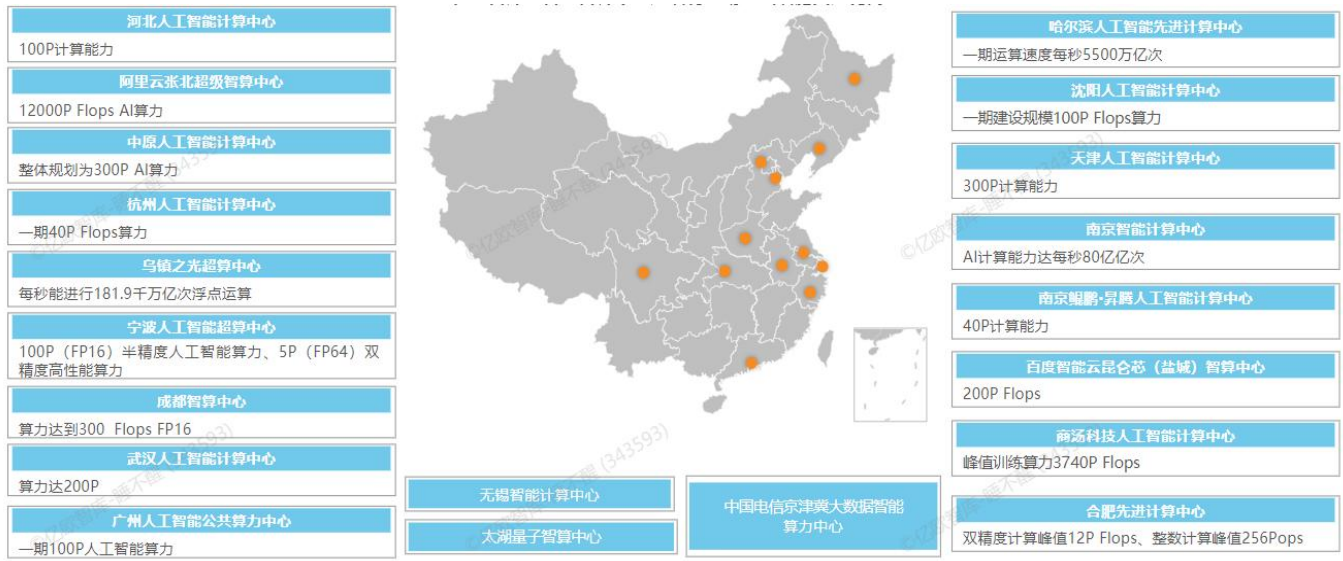 河北人工智能计算中心
100P计算能力
阿里云张北超级智算中心
12000P Flops AI算力
中原人工智能计算中心
整体规划为300P AI算力
杭州人工智能计算中心
一期40P Flops算力
乌镇之光超算中心
每秒能进行181.9千万亿次浮点运算
宁波人工智能超算中心
100P（FP16）半精度人工智能算力、5P（FP64）双
精度高性能算力
成都智算中心
算力达到300 Flops FP16
武汉人工智能计算中心
算力达200P
广州人工智能公共算力中心
一期100P人工智能算力
无锡智能计算中心
太湖量子智算中心
中国电信京津冀大数据智能
算力中心
哈尔滨人工智能先进计算中心
一期运算速度每秒5500万亿次
沈阳人工智能计算中心
一期建设规模100P Flops算力
天津人工智能计算中心
300P计算能力
南京智能计算中心
AI计算能力达每秒80亿亿次
南京鲲鹏·昇腾人工智能计算中心
40P计算能力
百度智能云昆仑芯（盐城）智算中心
200P Flops
商汤科技人工智能计算中心
峰值训练算力3740P Flops
合肥先进计算中心
双精度计算峰值12P Flops、整数计算峰值256Pops
©亿欧智库-睡不醒 (343593)